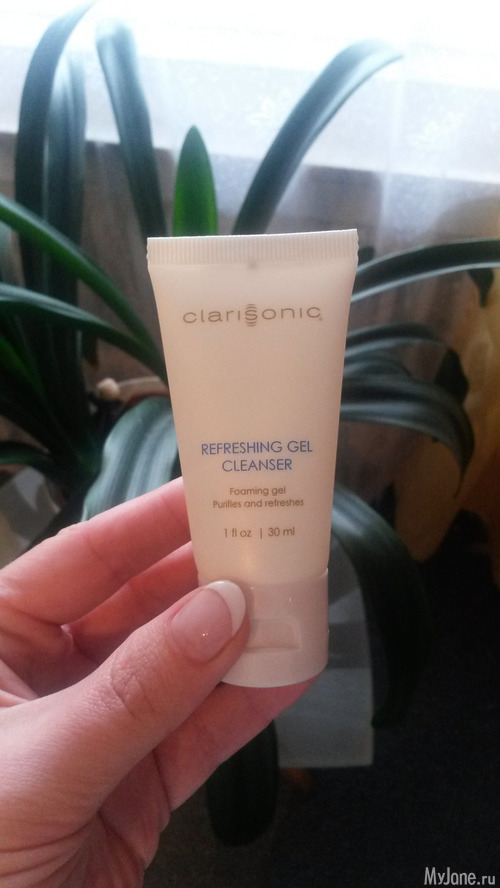 clarisonic
REFRESHING GEL
CLEANSER
Foaming gel
Purifies and refreshes
1 fl oz | 30 ml
MyJane.ru